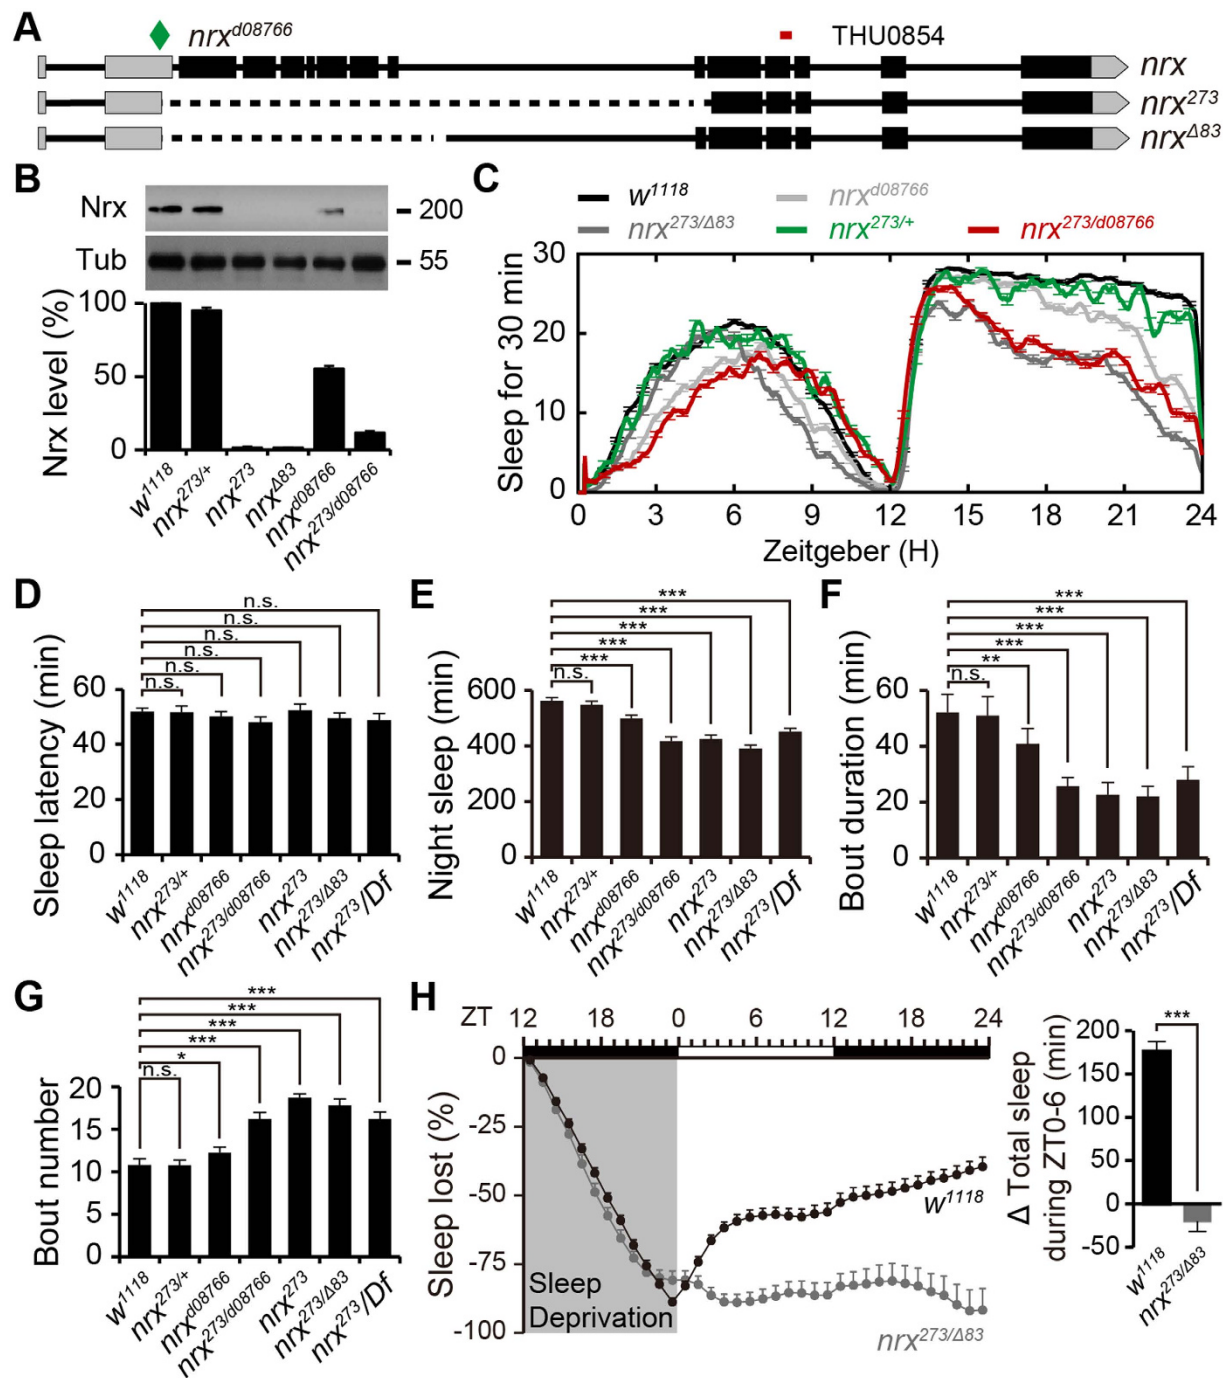 A
nrx^d08766
THU0854
nrx
nrx^273
nrx^Δ83
B
Nrx
200
Tub
55
Nrx level (%)
100
50
0
w^1118
nrx^273/+
nrx^273
nrx^Δ83
nrx^d08766
nrx^273/d08766
C
w^1118
nrx^d08766
nrx^273/Δ83
nrx^273/+
nrx^273/d08766
Sleep for 30 min
30
20
10
0
0 3 6 9 12 15 18 21 24
Zeitgeber (H)
D
n.s.
n.s.
n.s.
n.s.
n.s.
n.s.
Sleep latency (min)
60
40
20
0
w^1118
nrx^273/+
nrx^d08766
nrx^273/d08766
nrx^273
nrx^273/Δ83
nrx^273/Df
E
***
***
***
***
***
n.s.
Night sleep (min)
600
400
200
0
w^1118
nrx^273/+
nrx^d08766
nrx^273/d08766
nrx^273
nrx^273/Δ83
nrx^273/Df
F
***
***
***
***
**
n.s.
Bout duration (min)
60
40
20
0
w^1118
nrx^273/+
nrx^d08766
nrx^273/d08766
nrx^273
nrx^273/Δ83
nrx^273/Df
G
***
***
***
***
*
n.s.
Bout number
20
15
10
5
0
w^1118
nrx^273/+
nrx^d08766
nrx^273/d08766
nrx^273
nrx^273/Δ83
nrx^273/Df
H
ZT 12 18 0 6 12 18 24
Sleep lost (%)
0
-25
-50
-75
-100
Sleep
Deprivation
w^1118
nrx^273/Δ83
***
Δ Total sleep
during ZT0-6 (min)
200
150
100
50
0
-50
w^1118
nrx^273/Δ83